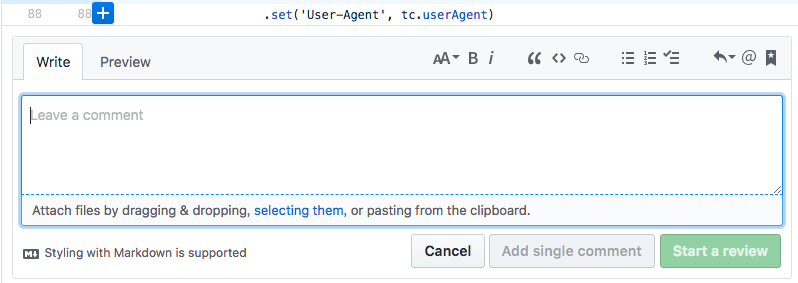 88 88 + .set('User-Agent', tc.userAgent)
Write Preview AA B i “ <> @
Leave a comment
Attach files by dragging & dropping, selecting them, or pasting from the clipboard.
Styling with Markdown is supported Cancel Add single comment Start a review